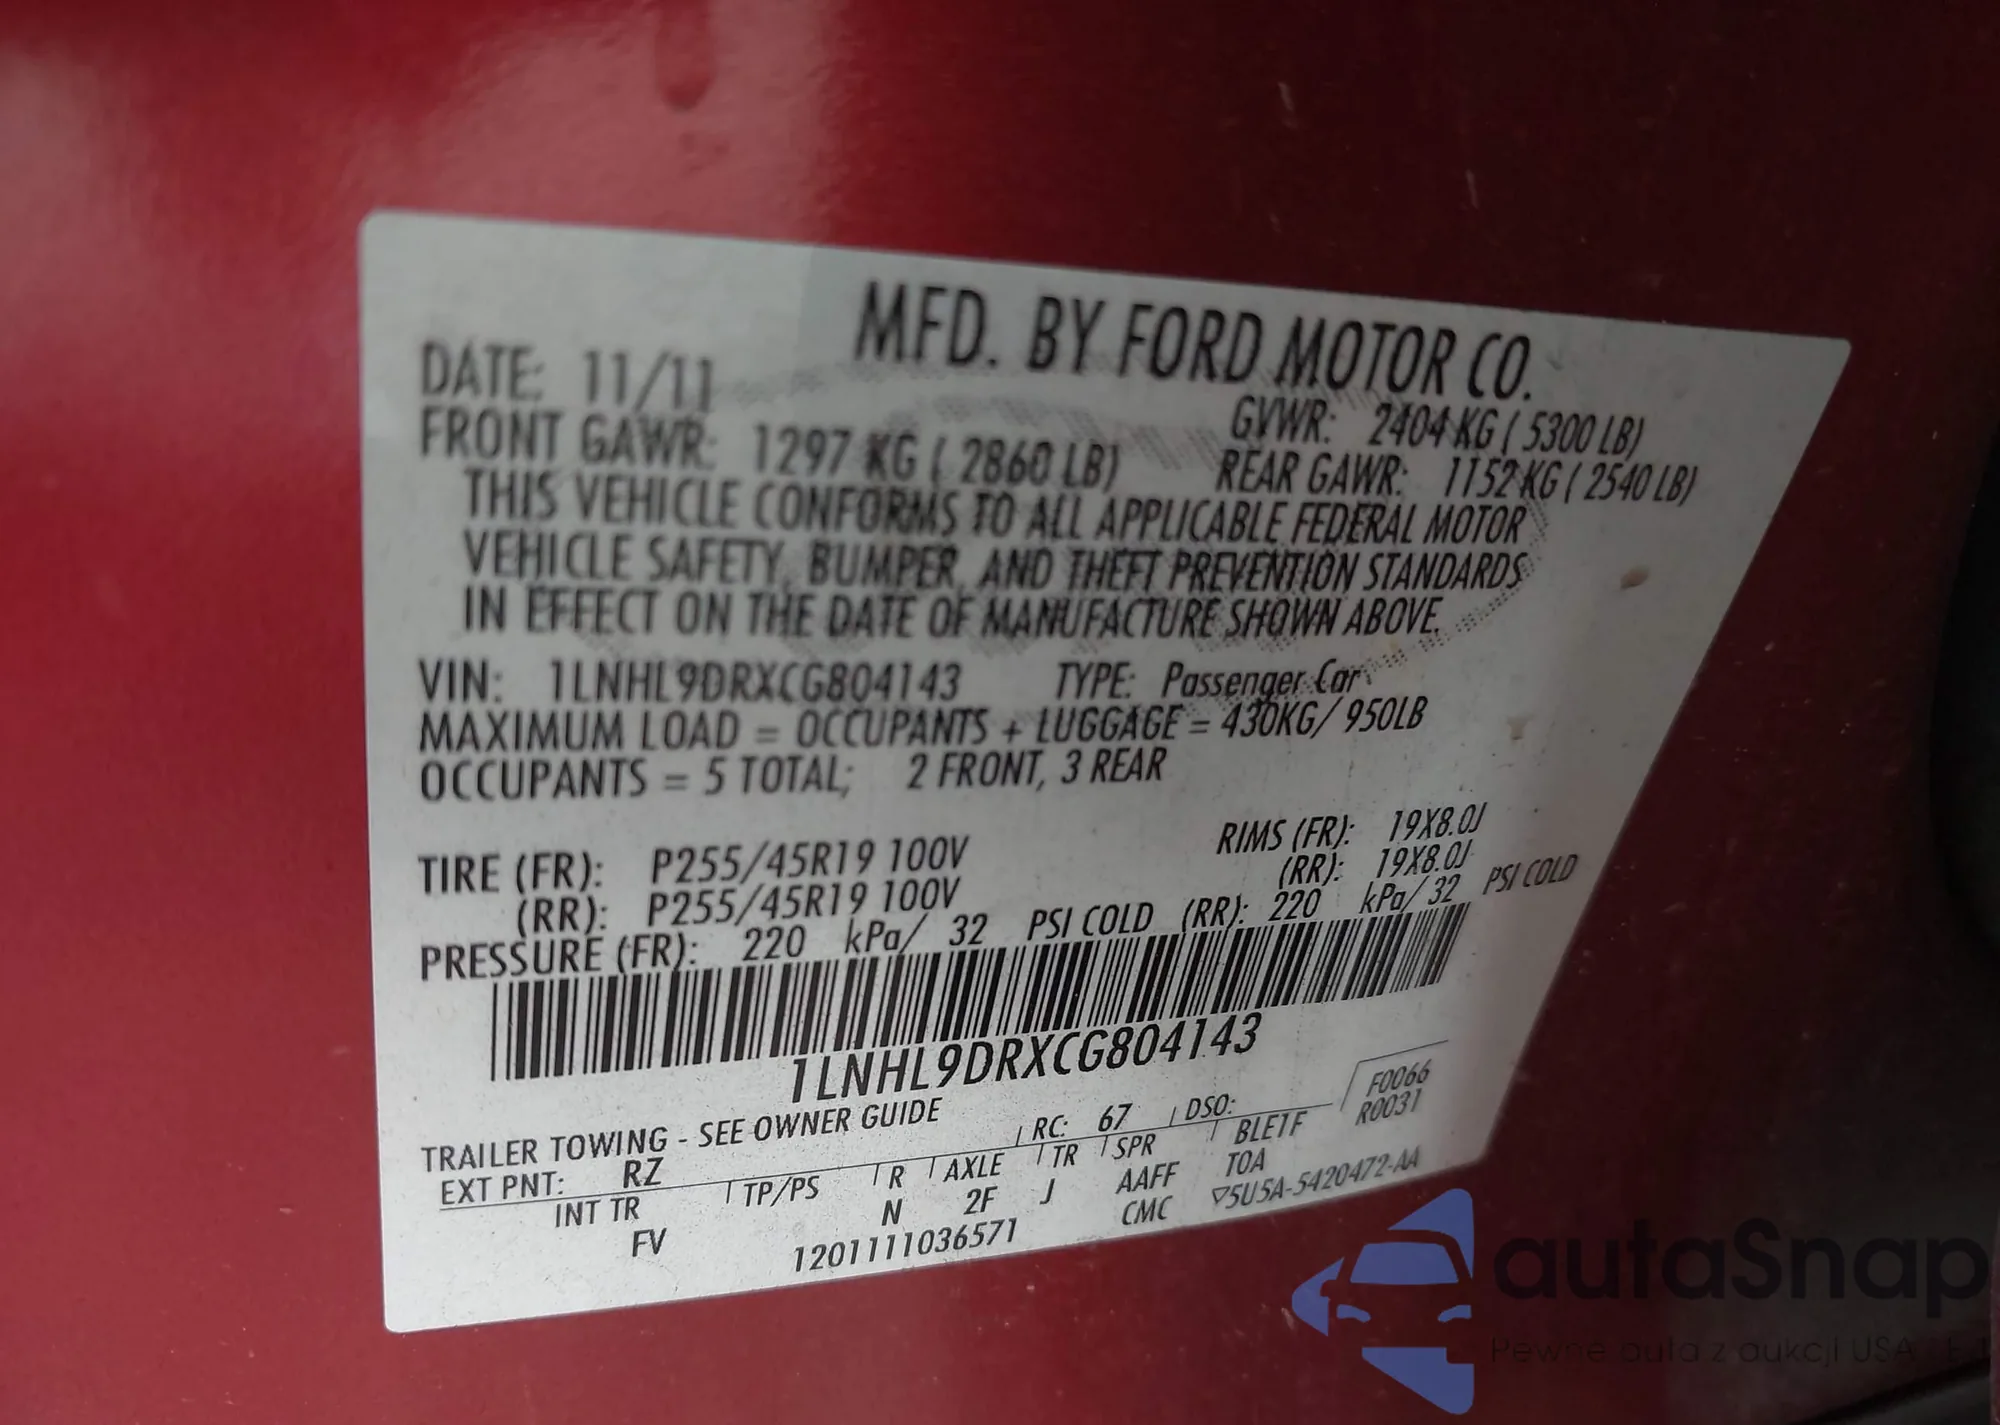 MFD. BY FORD MOTOR CO.
DATE: 11/11 GVWR: 2404 KG ( 5300 LB)
FRONT GAWR: 1297 KG ( 2860 LB) REAR GAWR: 1152 KG ( 2540 LB)
THIS VEHICLE CONFORMS TO ALL APPLICABLE FEDERAL MOTOR
VEHICLE SAFETY, BUMPER, AND THEFT PREVENTION STANDARDS
IN EFFECT ON THE DATE OF MANUFACTURE SHOWN ABOVE.
VIN: 1LNHL9DRXCG804143 TYPE: Passenger Car
MAXIMUM LOAD = OCCUPANTS + LUGGAGE = 430KG/ 950LB
OCCUPANTS = 5 TOTAL; 2 FRONT, 3 REAR
TIRE (FR): P255/45R19 100V RIMS (FR): 19X8.0J
(RR): P255/45R19 100V (RR): 19X8.0J
PRESSURE (FR): 220 kPa/ 32 PSI COLD (RR): 220 kPa/ 32 PSI COLD
1LNHL9DRXCG804143
TRAILER TOWING - SEE OWNER GUIDE F0066
EXT PNT: RZ RC: 67 DSO: R0031
INT TR TP/PS R AXLE TR SPR BLETF
FV N 2F J AAFF TOA
1201111036571 CMC ▽5U5A-5420472-AA
autaSnap
Pewne auta z aukcji USA